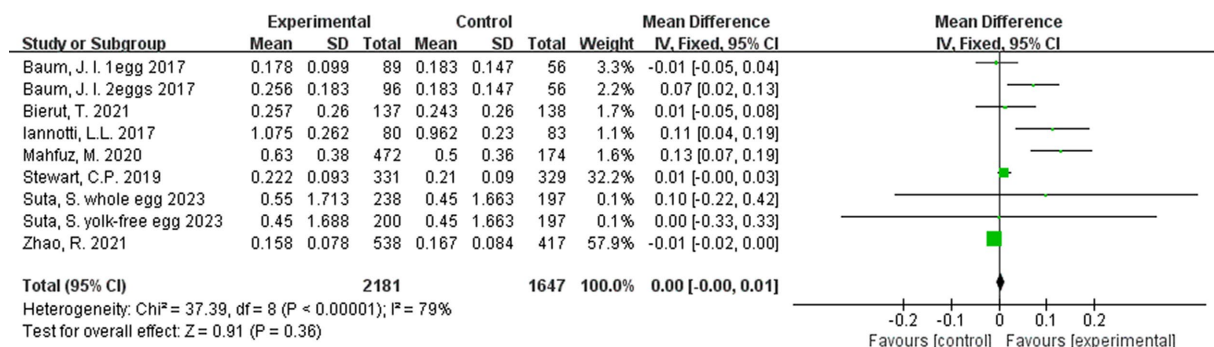 Experimental Control Mean Difference Mean Difference
Study or Subgroup Mean SD Total Mean SD Total Weight IV, Fixed, 95% CI IV, Fixed, 95% CI
Baum, J. I. 1egg 2017 0.178 0.099 89 0.183 0.147 56 3.3% -0.01 [-0.05, 0.04]
Baum, J. I. 2eggs 2017 0.256 0.183 96 0.183 0.147 56 2.2% 0.07 [0.02, 0.13]
Bierut, T. 2021 0.257 0.26 137 0.243 0.26 138 1.7% 0.01 [-0.05, 0.08]
Iannotti, L.L. 2017 1.075 0.262 80 0.962 0.23 83 1.1% 0.11 [0.04, 0.19]
Mahfuz, M. 2020 0.63 0.38 472 0.5 0.36 174 1.6% 0.13 [0.07, 0.19]
Stewart, C.P. 2019 0.222 0.093 331 0.21 0.09 329 32.2% 0.01 [-0.00, 0.03]
Suta, S. whole egg 2023 0.55 1.713 238 0.45 1.663 197 0.1% 0.10 [-0.22, 0.42]
Suta, S. yolk-free egg 2023 0.45 1.688 200 0.45 1.663 197 0.1% 0.00 [-0.33, 0.33]
Zhao, R. 2021 0.158 0.078 538 0.167 0.084 417 57.9% -0.01 [-0.02, 0.00]
Total (95% CI) 2181 1647 100.0% 0.00 [-0.00, 0.01]
Heterogeneity: Chi² = 37.39, df = 8 (P < 0.00001); I² = 79%
Test for overall effect: Z = 0.91 (P = 0.36)
-0.2 -0.1 0 0.1 0.2
Favours [control] Favours [experimental]